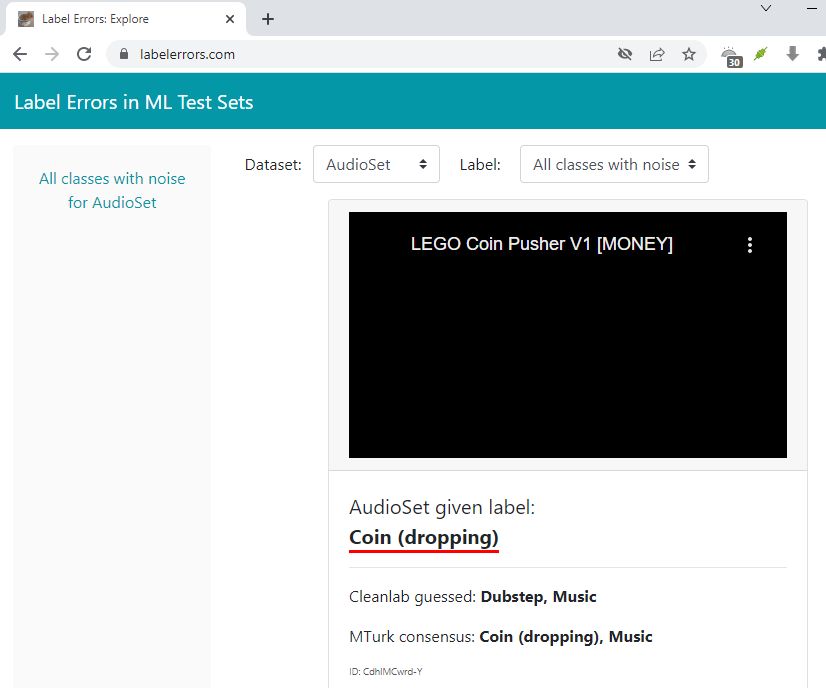 Label Errors: Explore
labelerrors.com
30
Label Errors in ML Test Sets
All classes with noise
for AudioSet
Dataset: AudioSet Label: All classes with noise
LEGO Coin Pusher V1 [MONEY]
AudioSet given label:
Coin (dropping)
Cleanlab guessed: Dubstep, Music
MTurk consensus: Coin (dropping), Music
ID: CdhIMCwrd-Y